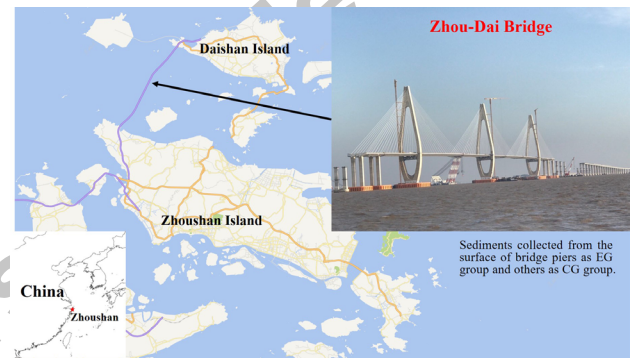 Zhou-Dai Bridge
Daishan Island
Zhoushan Island
Sediments collected from the
surface of bridge piers as EG
group and others as CG group.
China
Zhoushan